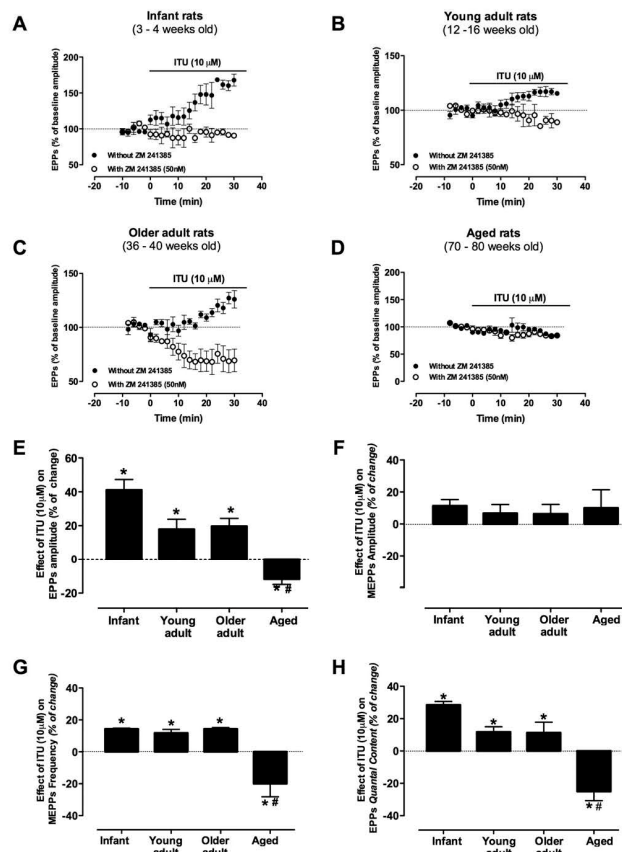 A
Infant rats
(3 - 4 weeks old)
ITU (10 µM)
EPPs (% of baseline amplitude)
200
150
100
50
Without ZM 241385
With ZM 241385 (50nM)
-20 -10 0 10 20 30 40
Time (min)
B
Young adult rats
(12 -16 weeks old)
ITU (10 µM)
EPPs (% of baseline amplitude)
150
100
50
Without ZM 241385
With ZM 241385 (50nM)
-20 -10 0 10 20 30 40
Time (min)
C
Older adult rats
(36 - 40 weeks old)
ITU (10 µM)
EPPs (% of baseline amplitude)
150
100
50
Without ZM 241385
With ZM 241385 (50nM)
-20 -10 0 10 20 30 40
Time (min)
D
Aged rats
(70 - 80 weeks old)
ITU (10 µM)
EPPs (% of baseline amplitude)
150
100
50
Without ZM 241385
With ZM 241385 (50nM)
-20 -10 0 10 20 30 40
Time (min)
E
Effect of ITU (10µM) on
EPPs amplitude (% of change)
60
40
20
0
-20
*
*
*
* #
Infant Young adult Older adult Aged
F
Effect of ITU (10µM) on
MEPPs Amplitude (% of change)
40
20
0
-20
Infant Young adult Older adult Aged
G
Effect of ITU (10µM) on
MEPPs Frequency (% of change)
40
20
0
-20
-40
*
*
*
* #
Infant Young adult Older adult Aged
H
Effect of ITU (10µM) on
EPPs Quantal Content (% of change)
40
20
0
-20
-40
*
*
*
* #
Infant Young adult Older adult Aged